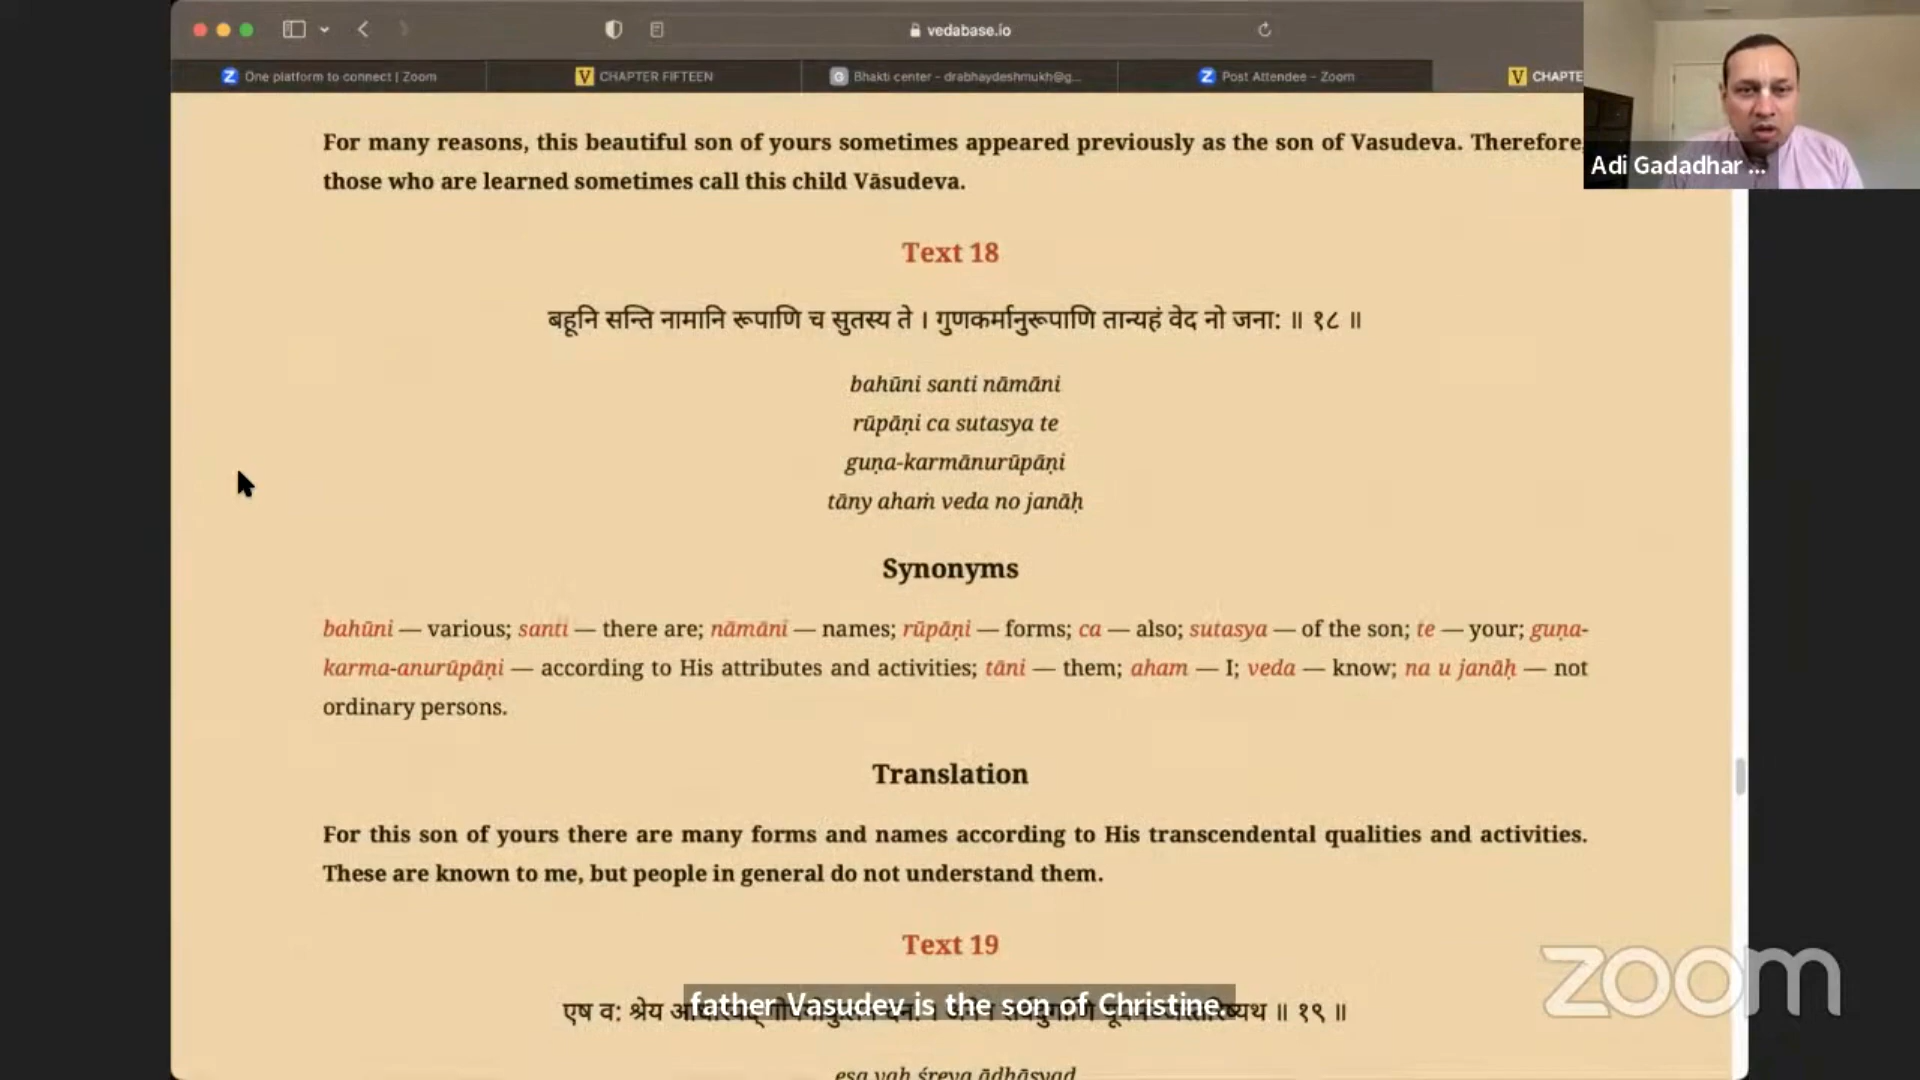 vedabase.io
One platform to connect | Zoom
CHAPTER FIFTEEN
Bhakti center - drabhaydeshmukh@g...
Post Attendee - Zoom
CHAPTE
For many reasons, this beautiful son of yours sometimes appeared previously as the son of Vasudeva. Therefore,
those who are learned sometimes call this child Vāsudeva.
Adi Gadadhar ...
Text 18
बहूनि सन्ति नामानि रूपाणि च सुतस्य ते । गुणकर्मानुरूपाणि तान्यहं वेद नो जना: ॥ १८ ॥
bahūni santi nāmāni
rūpāṇi ca sutasya te
guṇa-karmānurūpāṇi
tāny ahaṁ veda no janāḥ
Synonyms
bahūni — various; santi — there are; nāmāni — names; rūpāṇi — forms; ca — also; sutasya — of the son; te — your; guṇa-
karma-anurūpāṇi — according to His attributes and activities; tāni — them; aham — I; veda — know; na u janāḥ — not
ordinary persons.
Translation
For this son of yours there are many forms and names according to His transcendental qualities and activities.
These are known to me, but people in general do not understand them.
Text 19
एष व: श्रेय ॥ १९ ॥
father Vasudev is the son of Christine.
zoom
eṣa vaḥ śreya ādhāsyad